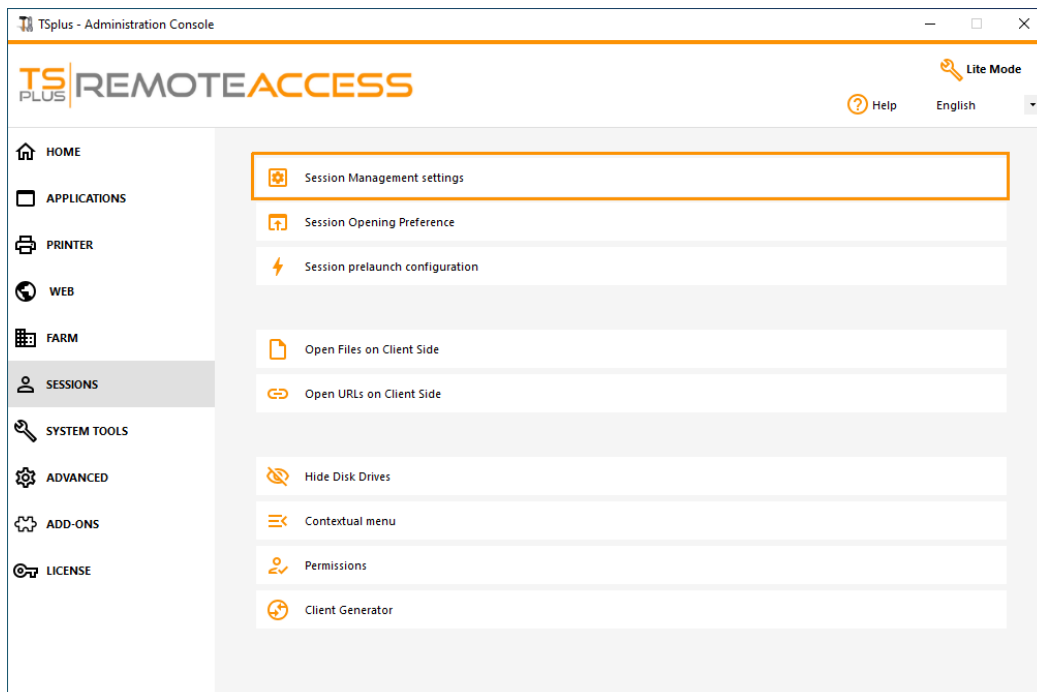 TSplus - Administration Console
TS PLUS REMOTEACCESS
Lite Mode
Help
English
HOME
APPLICATIONS
PRINTER
WEB
FARM
SESSIONS
SYSTEM TOOLS
ADVANCED
ADD-ONS
LICENSE
Session Management settings
Session Opening Preference
Session prelaunch configuration
Open Files on Client Side
Open URLs on Client Side
Hide Disk Drives
Contextual menu
Permissions
Client Generator